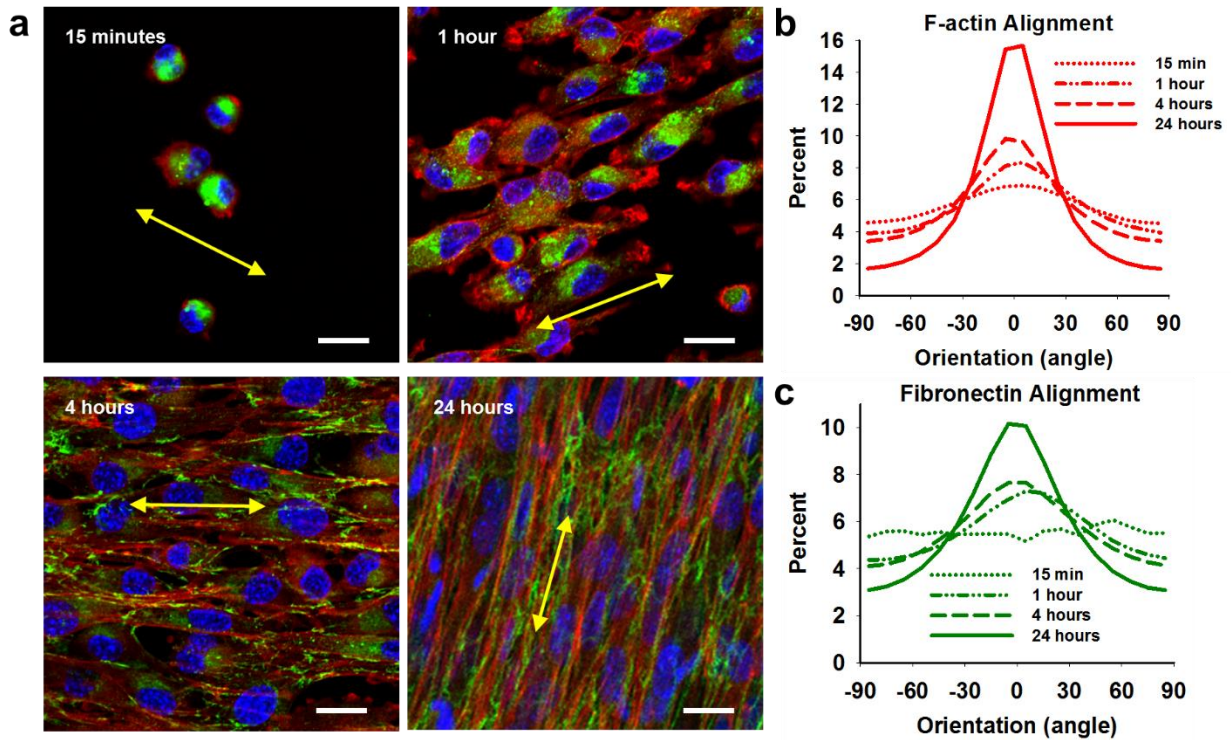 a
15 minutes
1 hour
4 hours
24 hours
b
F-actin Alignment
16
14
12
10
8
6
4
2
0
Percent
15 min
1 hour
4 hours
24 hours
-90 -60 -30 0 30 60 90
Orientation (angle)
c
Fibronectin Alignment
10
8
6
4
2
0
Percent
15 min
1 hour
4 hours
24 hours
-90 -60 -30 0 30 60 90
Orientation (angle)